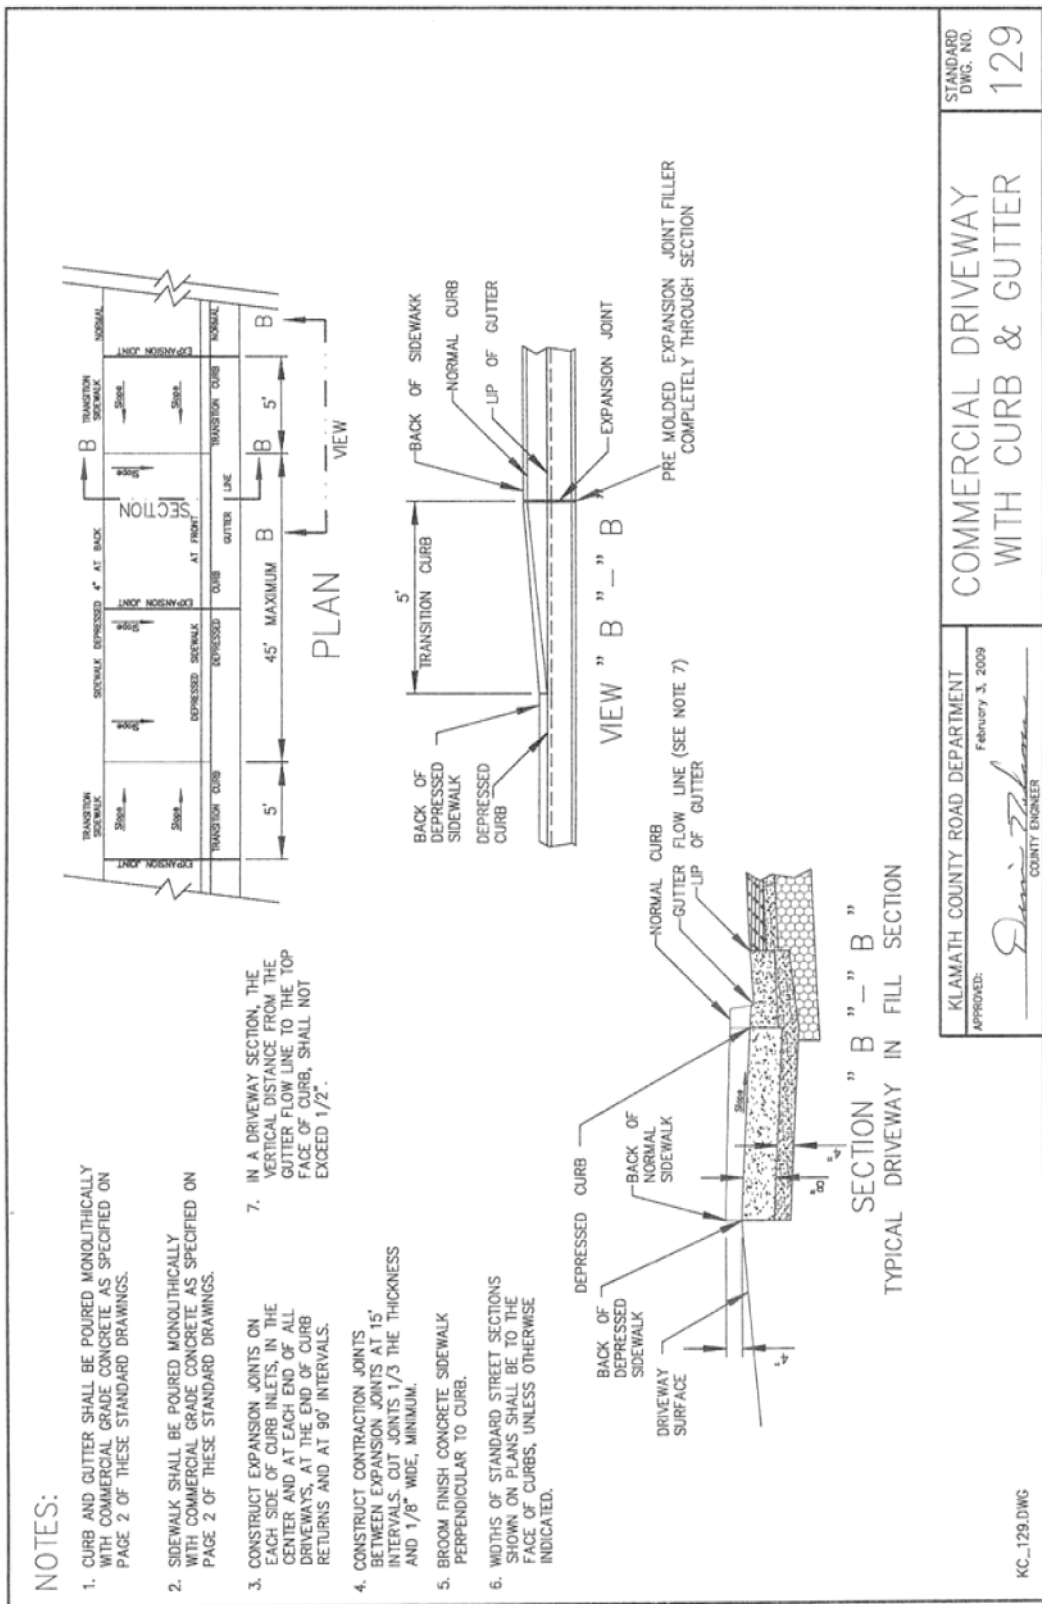 NOTES:
1. CURB AND GUTTER SHALL BE POURED MONOLITHICALLY
WITH COMMERCIAL GRADE CONCRETE AS SPECIFIED ON
PAGE 2 OF THESE STANDARD DRAWINGS.
2. SIDEWALK SHALL BE POURED MONOLITHICALLY
WITH COMMERCIAL GRADE CONCRETE AS SPECIFIED ON
PAGE 2 OF THESE STANDARD DRAWINGS.
3. CONSTRUCT EXPANSION JOINTS ON
EACH SIDE OF CURB INLETS, IN THE
CENTER AND AT EACH END OF ALL
DRIVEWAYS, AT THE END OF CURB
RETURNS AND AT 90' INTERVALS.
4. CONSTRUCT CONTRACTION JOINTS
BETWEEN EXPANSION JOINTS AT 15'
INTERVALS. CUT JOINTS 1/3 THE THICKNESS
AND 1/8" WIDE, MINIMUM.
5. BROOM FINISH CONCRETE SIDEWALK
PERPENDICULAR TO CURB.
6. WIDTHS OF STANDARD STREET SECTIONS
SHOWN ON PLANS SHALL BE TO THE
FACE OF CURBS, UNLESS OTHERWISE
INDICATED.
7. IN A DRIVEWAY SECTION, THE
VERTICAL DISTANCE FROM THE
GUTTER FLOW LINE TO THE TOP
FACE OF CURB, SHALL NOT
EXCEED 1/2".
TRANSITION
SIDEWALK
SIDEWALK DEPRESSED 4" AT BACK
B
TRANSITION
SIDEWALK
NORMAL
EXPANSION JOINT
Slope
Slope
Slope
Slope
EXPANSION JOINT
SECTION
Slope
Slope
Slope
EXPANSION JOINT
DEPRESSED SIDEWALK AT FRONT
TRANSITION CURB
DEPRESSED CURB
GUTTER LINE
TRANSITION CURB
NORMAL
5'
45' MAXIMUM
B
B
5'
B
PLAN
VIEW
5'
TRANSITION CURB
BACK OF
DEPRESSED
SIDEWALK
DEPRESSED
CURB
BACK OF SIDEWAKK
NORMAL CURB
LIP OF GUTTER
EXPANSION JOINT
PRE MOLDED EXPANSION JOINT FILLER
COMPLETELY THROUGH SECTION
VIEW " B "—" B "
DEPRESSED CURB
BACK OF
DEPRESSED
SIDEWALK
BACK OF
NORMAL
SIDEWALK
DRIVEWAY
SURFACE
NORMAL CURB
GUTTER FLOW LINE (SEE NOTE 7)
LIP OF GUTTER
Slope
4"
8"
4"
SECTION " B "—" B "
TYPICAL DRIVEWAY IN FILL SECTION
KC_129.DWG
KLAMATH COUNTY ROAD DEPARTMENT
APPROVED:
February 3, 2009
COUNTY ENGINEER
COMMERCIAL DRIVEWAY
WITH CURB & GUTTER
STANDARD
DWG. NO.
129